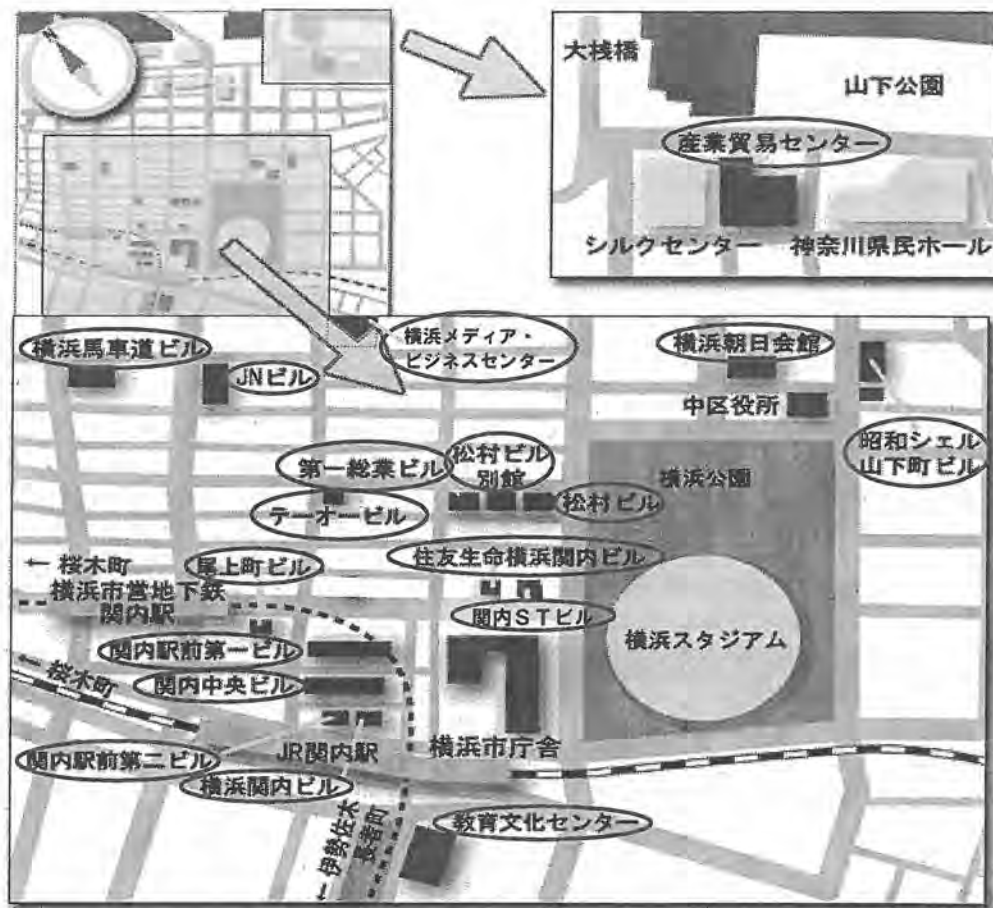 N
大桟橋
山下公園
産業貿易センター
シルクセンター
神奈川県民ホール
横浜馬車道ビル
JNビル
横浜メディア・
ビジネスセンター
横浜朝日会館
中区役所
昭和シェル
山下町ビル
第一総業ビル
松村ビル
別館
横浜公園
テーオービル
松村ビル
← 桜木町
尾上町ビル
住友生命横浜関内ビル
横浜市営地下鉄
関内駅
関内STビル
横浜スタジアム
関内駅前第一ビル
←桜木町
関内中央ビル
JR関内駅
横浜市庁舎
関内駅前第二ビル
横浜関内ビル
教育文化センター
←伊勢佐木
長者町